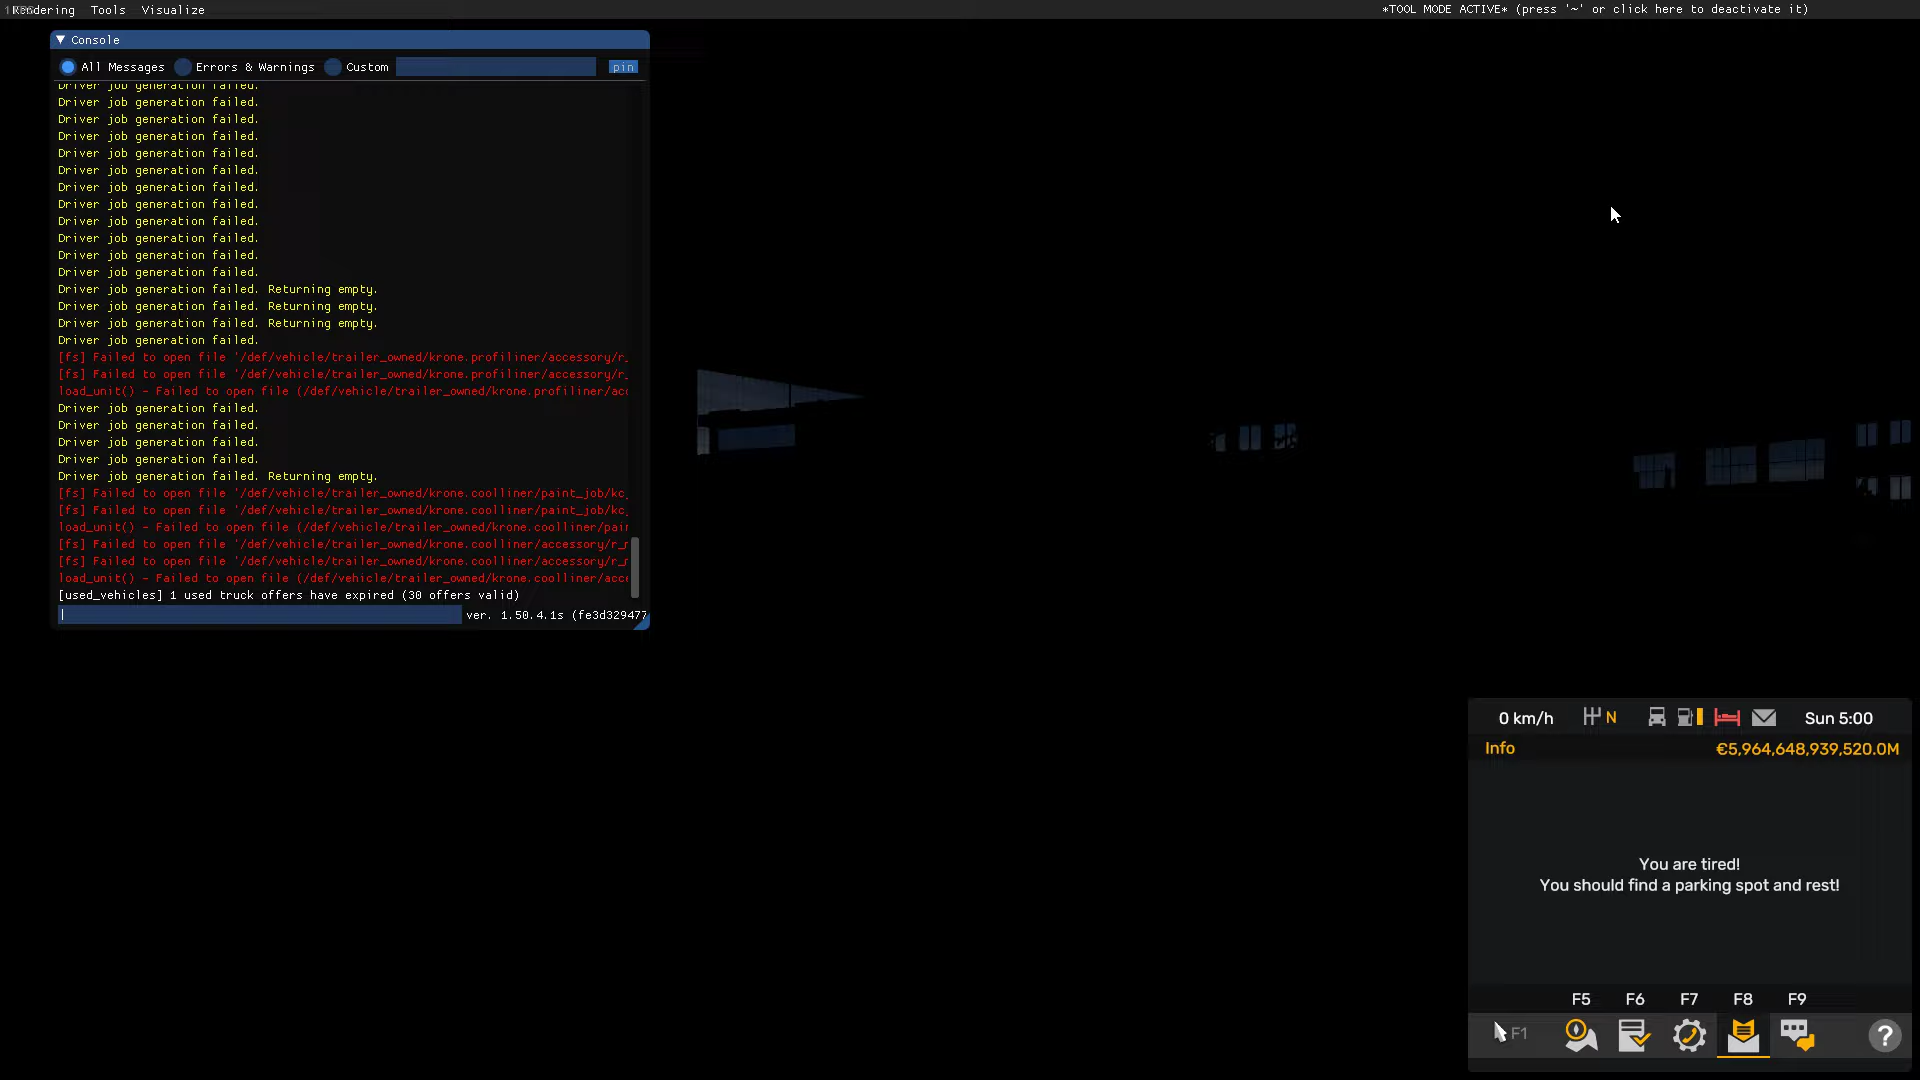 Rendering Tools Visualize
*TOOL MODE ACTIVE* (press '~' or click here to deactivate it)
Console
All Messages Errors & Warnings Custom pin
Driver job generation failed.
Driver job generation failed.
Driver job generation failed.
Driver job generation failed.
Driver job generation failed.
Driver job generation failed.
Driver job generation failed.
Driver job generation failed.
Driver job generation failed.
Driver job generation failed.
Driver job generation failed.
Driver job generation failed.
Driver job generation failed. Returning empty.
Driver job generation failed. Returning empty.
Driver job generation failed. Returning empty.
Driver job generation failed.
[fs] Failed to open file '/def/vehicle/trailer_owned/krone.profiliner/accessory/r_
[fs] Failed to open file '/def/vehicle/trailer_owned/krone.profiliner/accessory/r_
load_unit() - Failed to open file (/def/vehicle/trailer_owned/krone.profiliner/acc
Driver job generation failed.
Driver job generation failed.
Driver job generation failed.
Driver job generation failed.
Driver job generation failed. Returning empty.
[fs] Failed to open file '/def/vehicle/trailer_owned/krone.coolliner/paint_job/kc_
[fs] Failed to open file '/def/vehicle/trailer_owned/krone.coolliner/paint_job/kc_
load_unit() - Failed to open file (/def/vehicle/trailer_owned/krone.coolliner/pain
[fs] Failed to open file '/def/vehicle/trailer_owned/krone.coolliner/accessory/r_
[fs] Failed to open file '/def/vehicle/trailer_owned/krone.coolliner/accessory/r_
load_unit() - Failed to open file (/def/vehicle/trailer_owned/krone.coolliner/acce
[used_vehicles] 1 used truck offers have expired (30 offers valid)
ver. 1.50.4.1s (fe3d329477
0 km/h N Sun 5:00
Info €5,964,648,939,520.0M
You are tired!
You should find a parking spot and rest!
F5 F6 F7 F8 F9
F1 ?